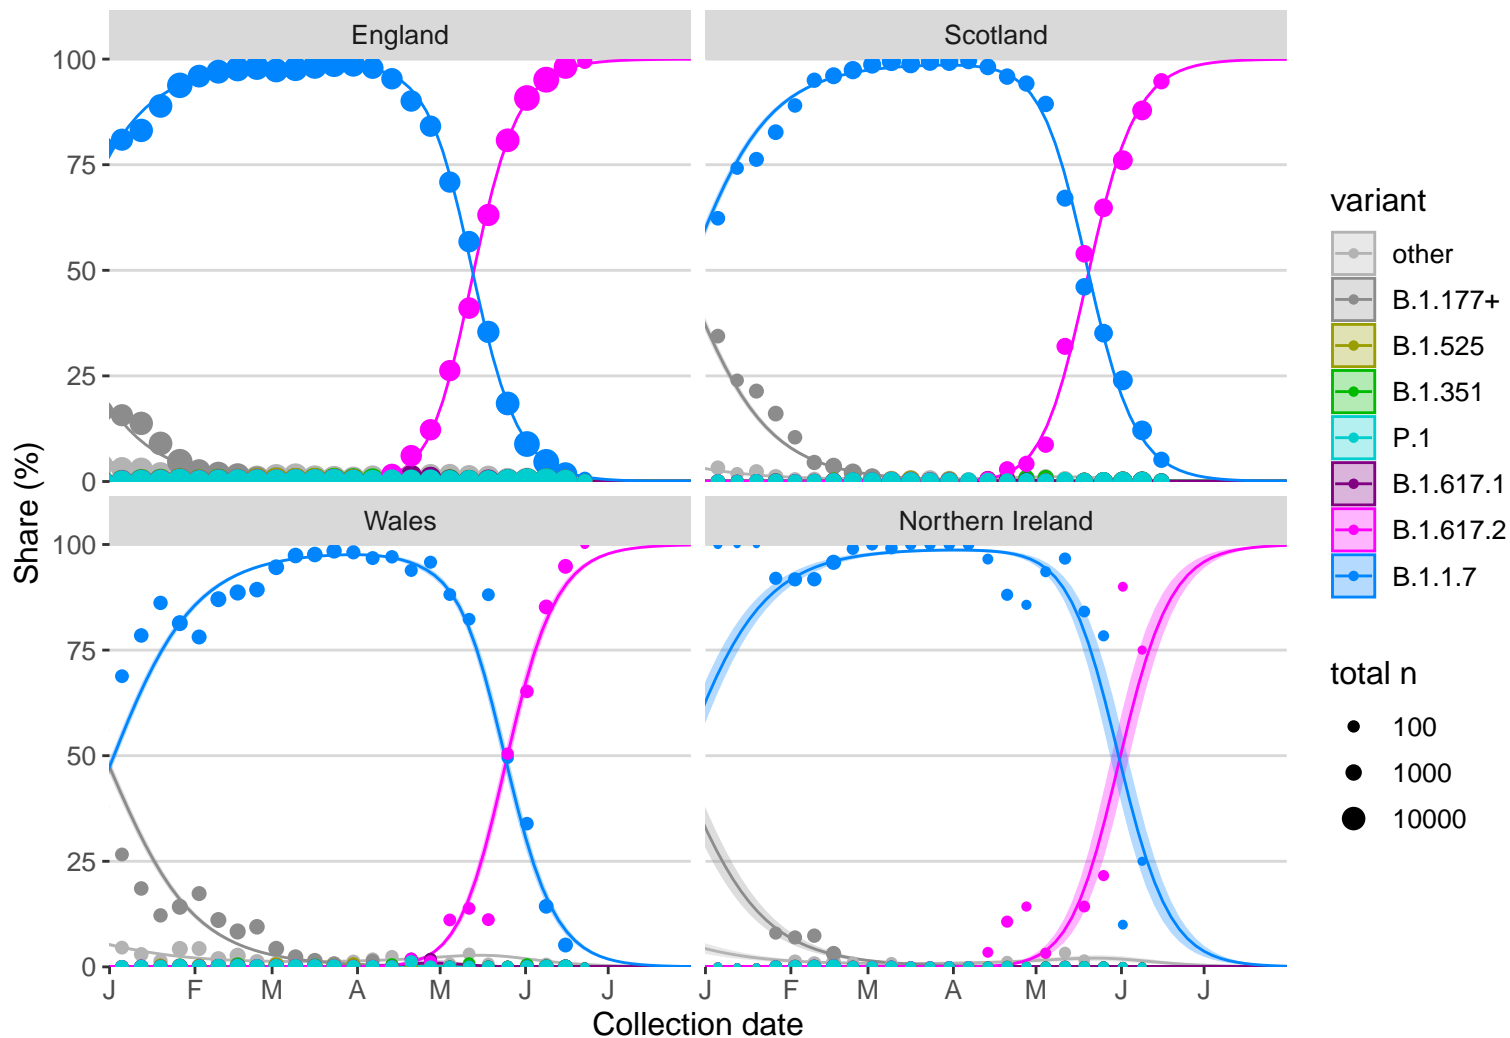 England
Scotland
100
75
50
25
0
Wales
Northern Ireland
100
75
50
25
0
J F M A M J J
J F M A M J J
Collection date
Share (%)
variant
other
B.1.177+
B.1.525
B.1.351
P.1
B.1.617.1
B.1.617.2
B.1.1.7
total n
100
1000
10000